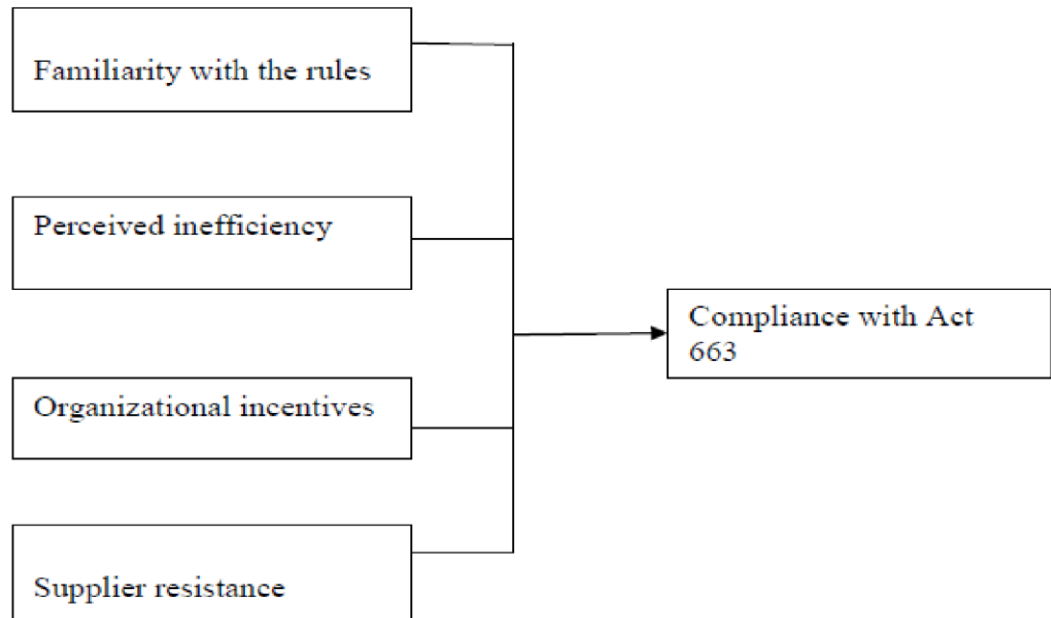 Familiarity with the rules
Perceived inefficiency
Organizational incentives
Supplier resistance
Compliance with Act
663